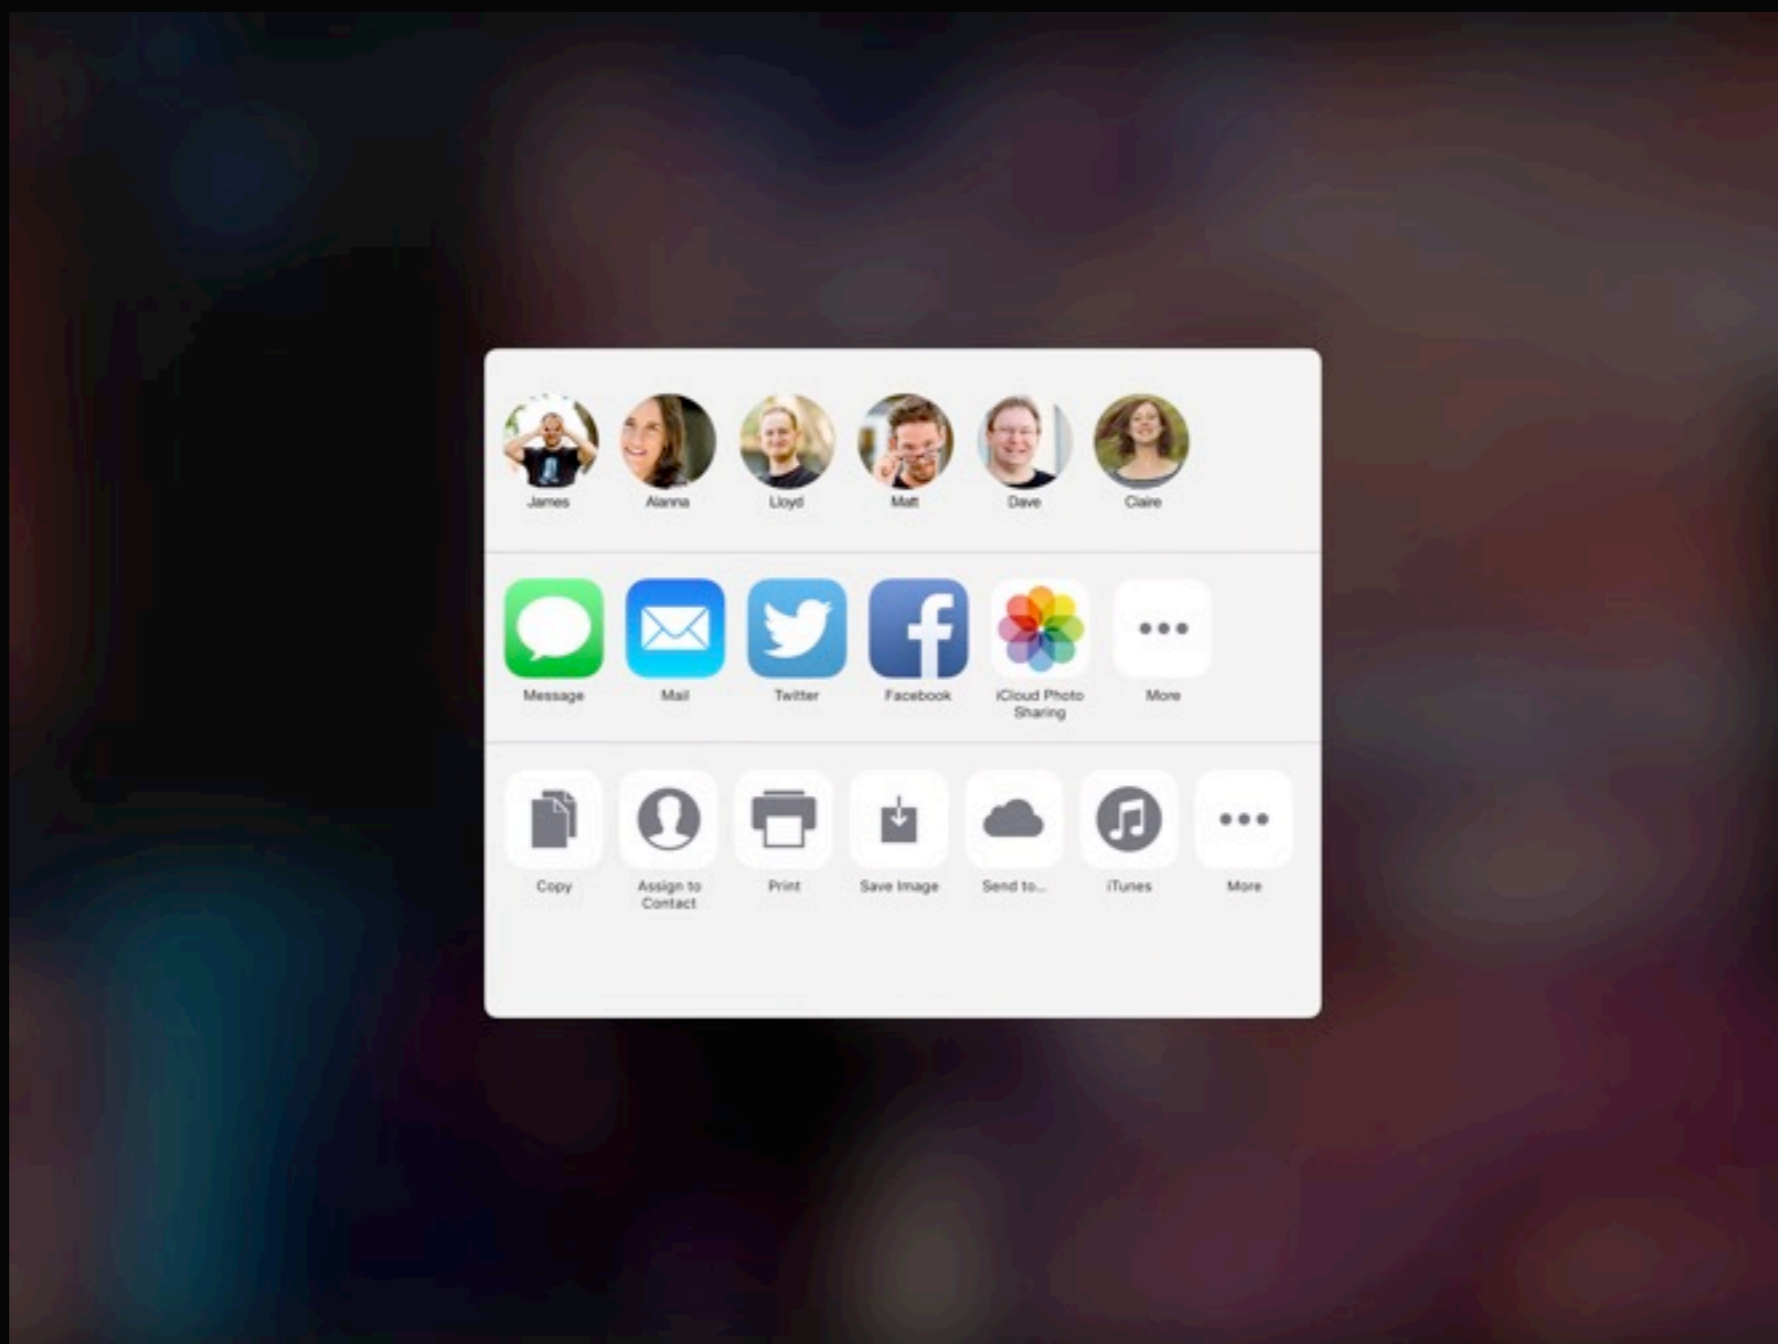 James Alanna Lloyd Matt Dave Claire
Message Mail Twitter Facebook iCloud Photo More
Sharing
Copy Assign to Print Save Image Send to... iTunes More
Contact